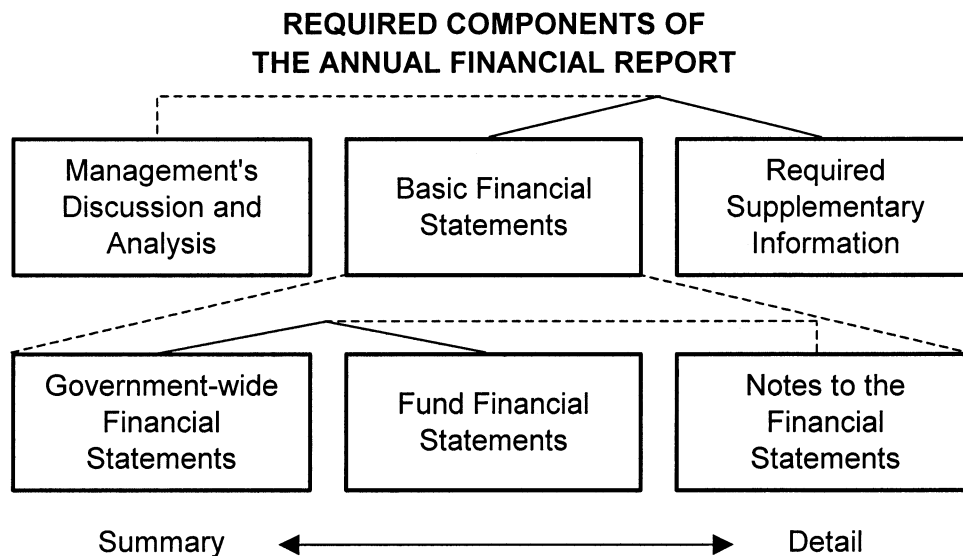 REQUIRED COMPONENTS OF
THE ANNUAL FINANCIAL REPORT
Management's
Discussion and
Analysis
Basic Financial
Statements
Required
Supplementary
Information
Government-wide
Financial
Statements
Fund Financial
Statements
Notes to the
Financial
Statements
Summary
Detail